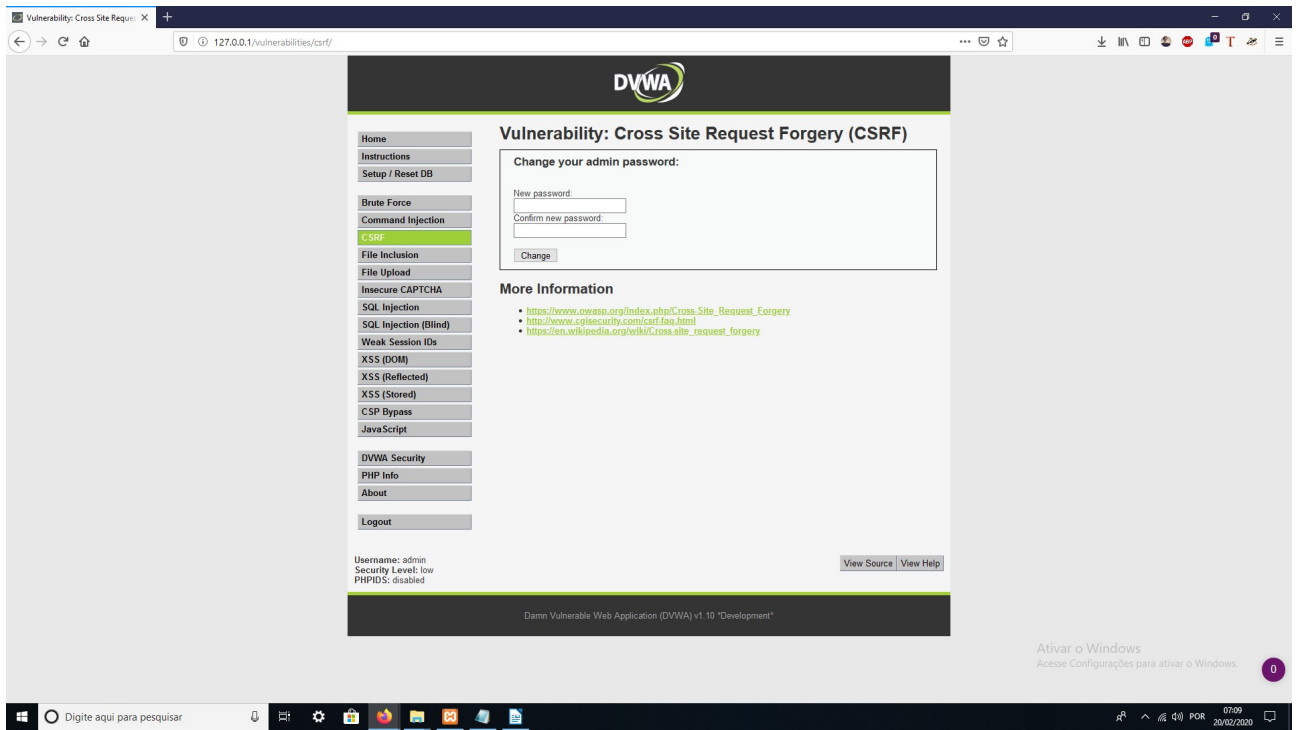 Vulnerability: Cross Site Reques
127.0.0.1/vulnerabilities/csrf/
ABP
0
T
DVWA
Home
Instructions
Setup / Reset DB
Brute Force
Command Injection
CSRF
File Inclusion
File Upload
Insecure CAPTCHA
SQL Injection
SQL Injection (Blind)
Weak Session IDs
XSS (DOM)
XSS (Reflected)
XSS (Stored)
CSP Bypass
JavaScript
DVWA Security
PHP Info
About
Logout
Vulnerability: Cross Site Request Forgery (CSRF)
Change your admin password:
New password:
Confirm new password:
Change
More Information
https://www.owasp.org/index.php/Cross-Site_Request_Forgery
http://www.cgisecurity.com/csrf-faq.html
https://en.wikipedia.org/wiki/Cross-site_request_forgery
Username: admin
Security Level: low
PHPIDS: disabled
View Source
View Help
Damn Vulnerable Web Application (DVWA) v1.10 *Development*
Ativar o Windows
Acesse Configurações para ativar o Windows.
0
Digite aqui para pesquisar
POR
07:09
20/02/2020